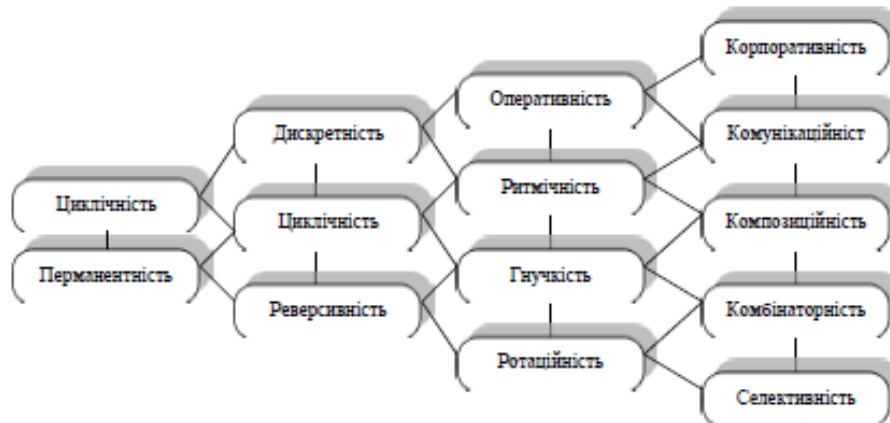 Циклічність
Перманентність
Дискретність
Циклічність
Реверсивність
Оперативність
Ритмічність
Гнучкість
Ротаційність
Корпоративність
Комунікаційніст
Композиційність
Комбінаторність
Селективність